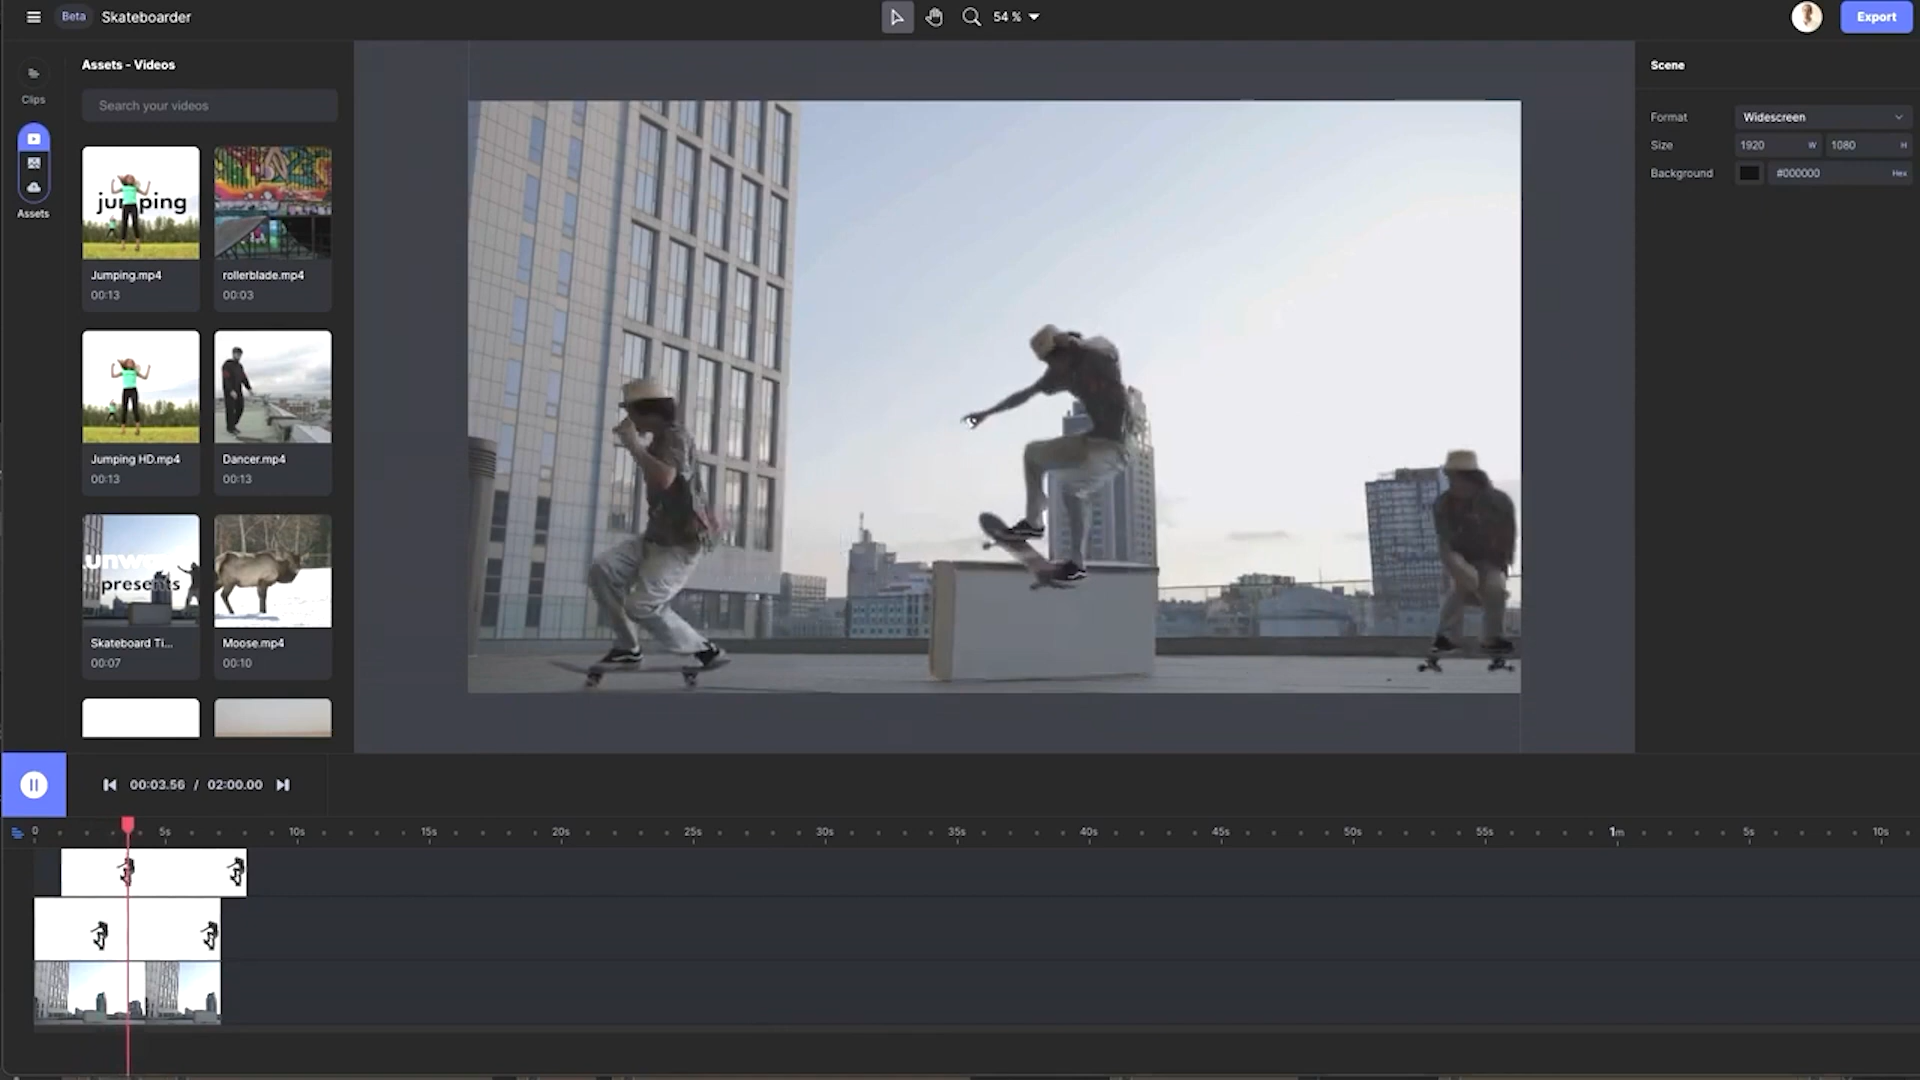 Beta Skateboarder
54 %
Export
Clips
Assets
Assets - Videos
Search your videos
jumping
Jumping.mp4
00:13
rollerblade.mp4
00:03
Jumping HD.mp4
00:13
Dancer.mp4
00:13
presents
Skateboard Ti...
00:07
Moose.mp4
00:10
Scene
Format Widescreen
Size 1920 W 1080 H
Background #000000 Hex
00:03.56 / 02:00.00
0 5s 10s 15s 20s 25s 30s 35s 40s 45s 50s 55s 1m 5s 10s